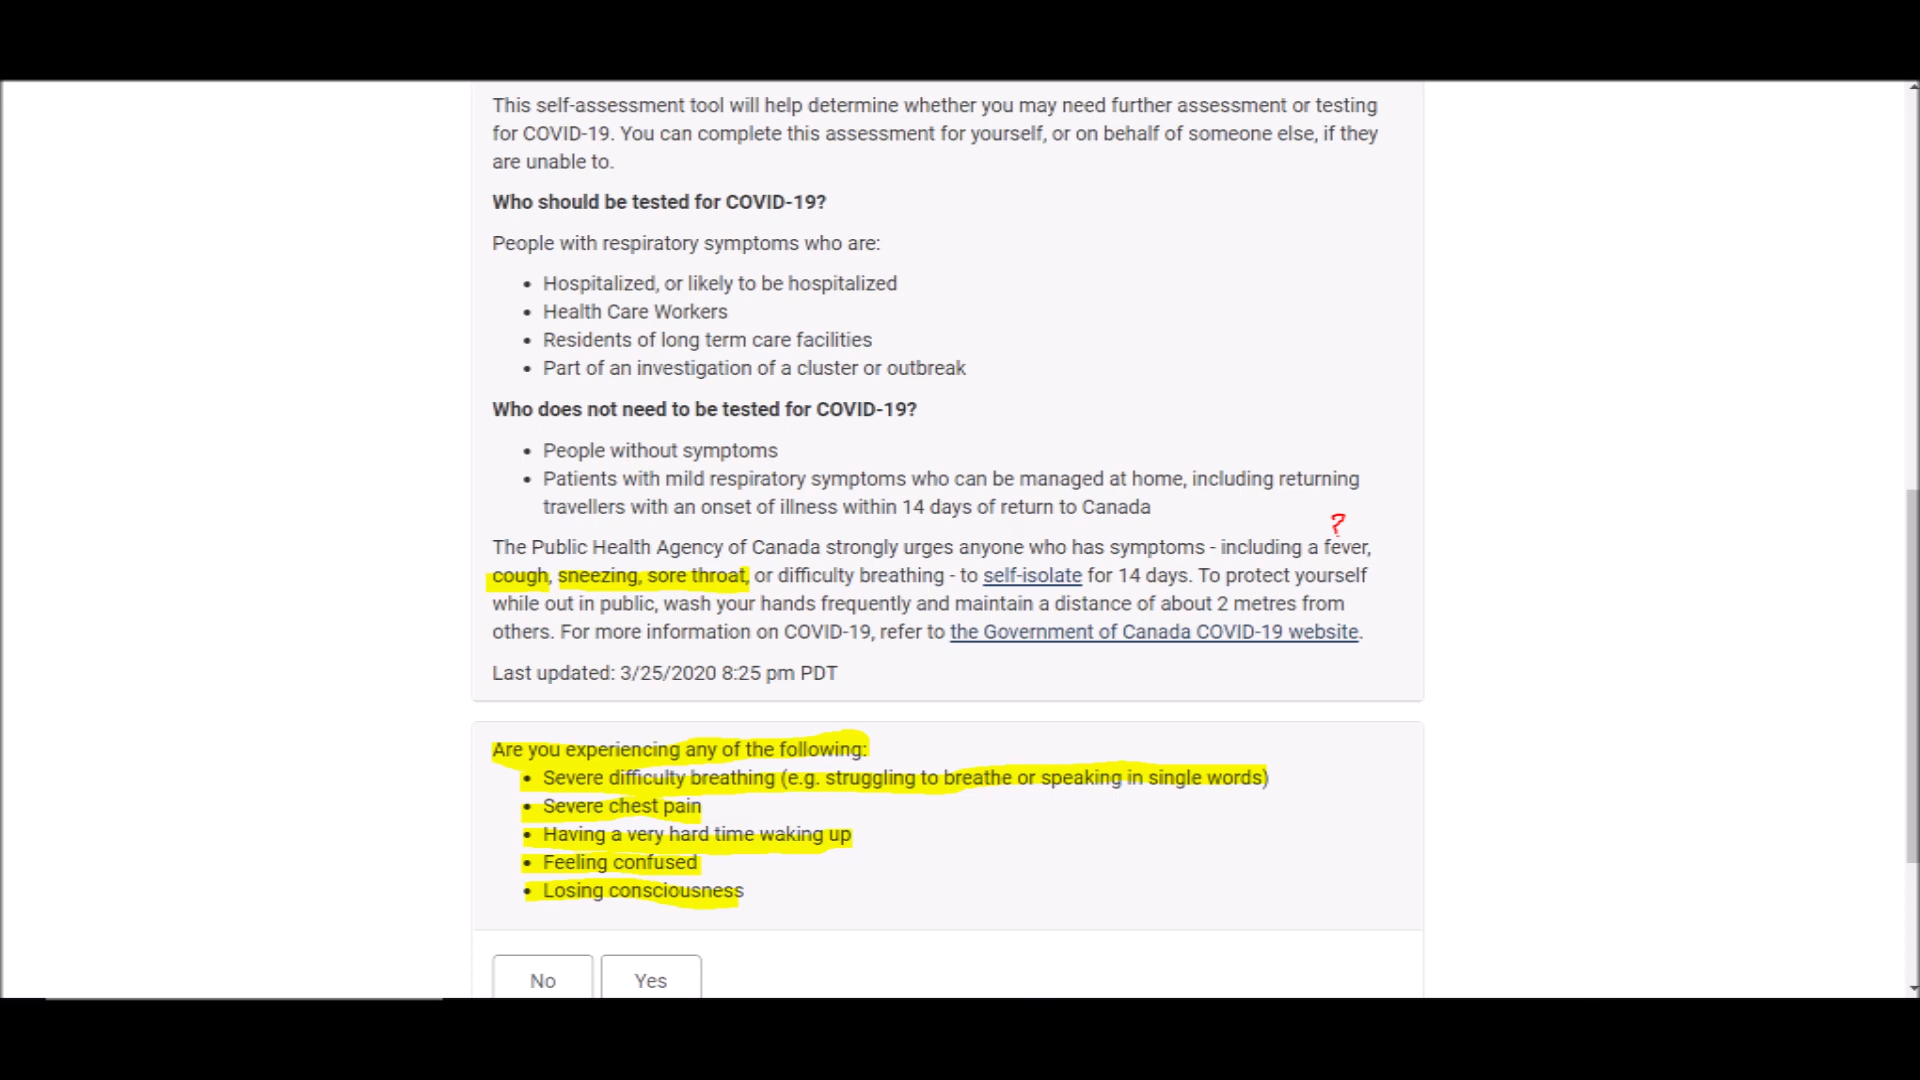 This self-assessment tool will help determine whether you may need further assessment or testing
for COVID-19. You can complete this assessment for yourself, or on behalf of someone else, if they
are unable to.
Who should be tested for COVID-19?
People with respiratory symptoms who are:
• Hospitalized, or likely to be hospitalized
• Health Care Workers
• Residents of long term care facilities
• Part of an investigation of a cluster or outbreak
Who does not need to be tested for COVID-19?
• People without symptoms
• Patients with mild respiratory symptoms who can be managed at home, including returning
travellers with an onset of illness within 14 days of return to Canada
?
The Public Health Agency of Canada strongly urges anyone who has symptoms - including a fever,
cough, sneezing, sore throat, or difficulty breathing - to self-isolate for 14 days. To protect yourself
while out in public, wash your hands frequently and maintain a distance of about 2 metres from
others. For more information on COVID-19, refer to the Government of Canada COVID-19 website.
Last updated: 3/25/2020 8:25 pm PDT
Are you experiencing any of the following:
• Severe difficulty breathing (e.g. struggling to breathe or speaking in single words)
• Severe chest pain
• Having a very hard time waking up
• Feeling confused
• Losing consciousness
No Yes